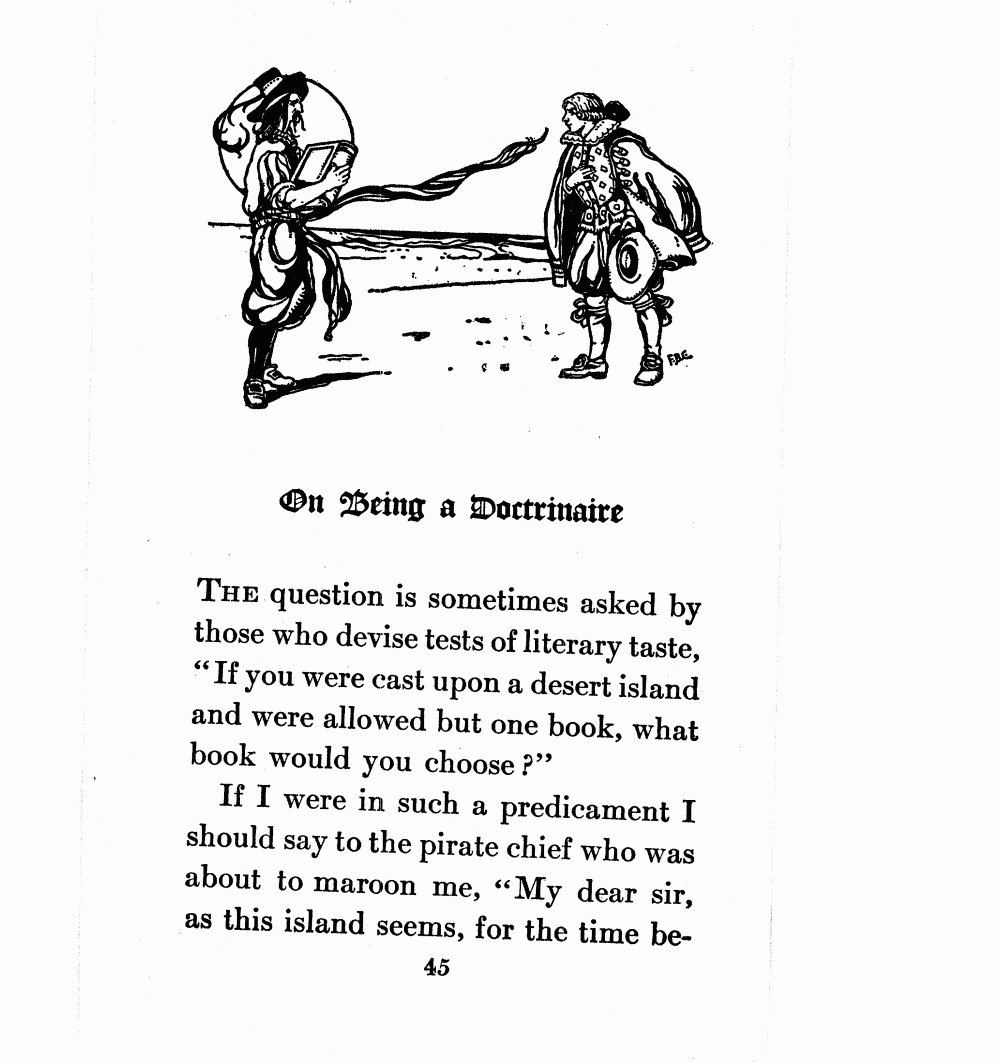 F.B.C.
On Being a Doctrinaire
THE question is sometimes asked by
those who devise tests of literary taste,
“If you were cast upon a desert island
and were allowed but one book, what
book would you choose?”
If I were in such a predicament I
should say to the pirate chief who was
about to maroon me, “My dear sir,
as this island seems, for the time be-
45